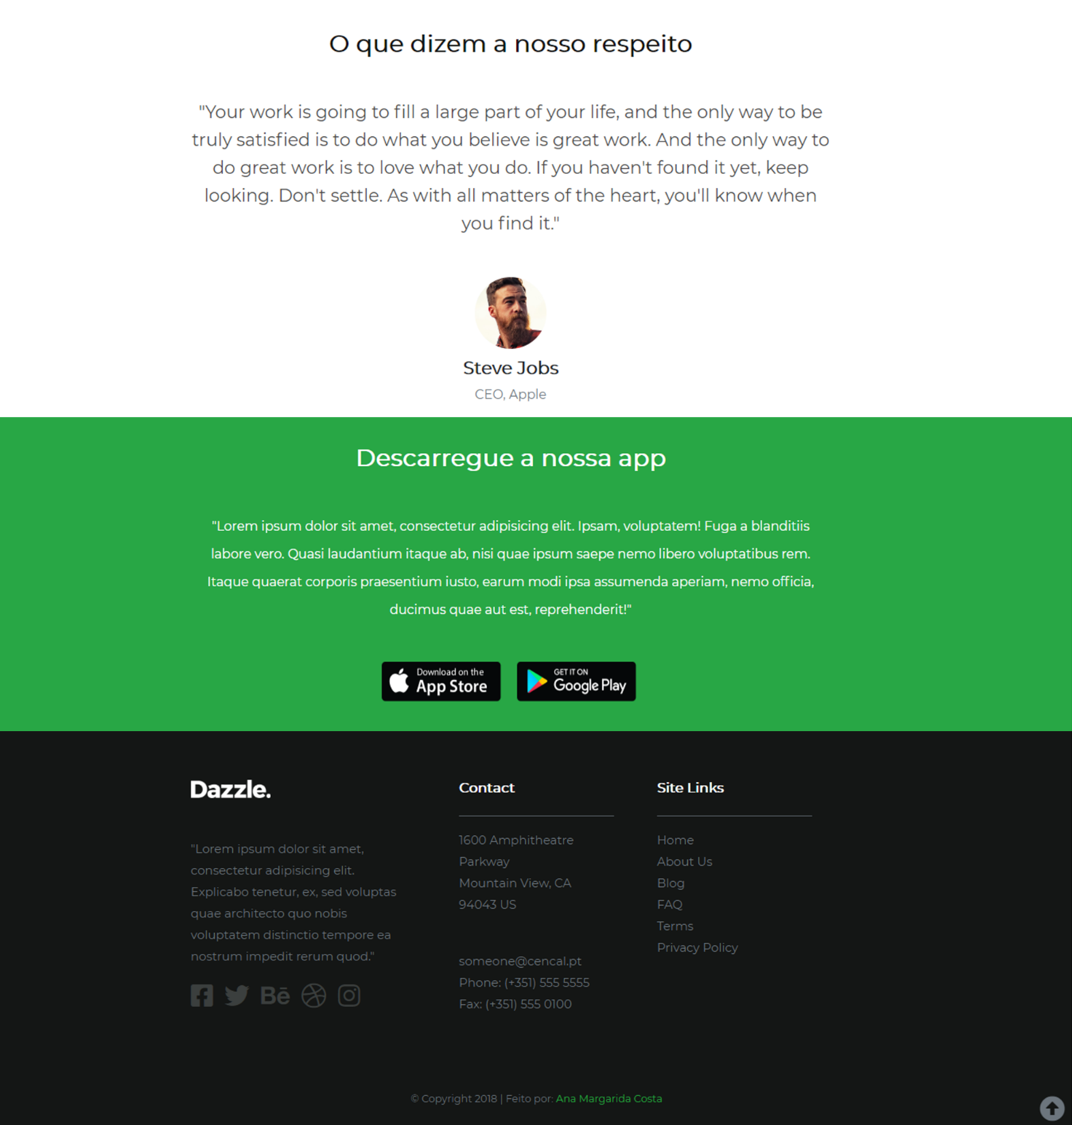 O que dizem a nosso respeito
"Your work is going to fill a large part of your life, and the only way to be
truly satisfied is to do what you believe is great work. And the only way to
do great work is to love what you do. If you haven't found it yet, keep
looking. Don't settle. As with all matters of the heart, you'll know when
you find it."
Steve Jobs
CEO, Apple
Descarregue a nossa app
"Lorem ipsum dolor sit amet, consectetur adipisicing elit. Ipsam, voluptatem! Fuga a blanditiis
labore vero. Quasi laudantium itaque ab, nisi quae ipsum saepe nemo libero voluptatibus rem.
Itaque quaerat corporis praesentium iusto, earum modi ipsa assumenda aperiam, nemo officia,
ducimus quae aut est, reprehenderit!"
Download on the
App Store
GET IT ON
Google Play
Dazzle.
"Lorem ipsum dolor sit amet,
consectetur adipisicing elit.
Explicabo tenetur, ex, sed voluptas
quae architecto quo nobis
voluptatem distinctio tempore ea
nostrum impedit rerum quod."
Bē
Contact
1600 Amphitheatre
Parkway
Mountain View, CA
94043 US
someone@cencal.pt
Phone: (+351) 555 5555
Fax: (+351) 555 0100
Site Links
Home
About Us
Blog
FAQ
Terms
Privacy Policy
© Copyright 2018 | Feito por: Ana Margarida Costa